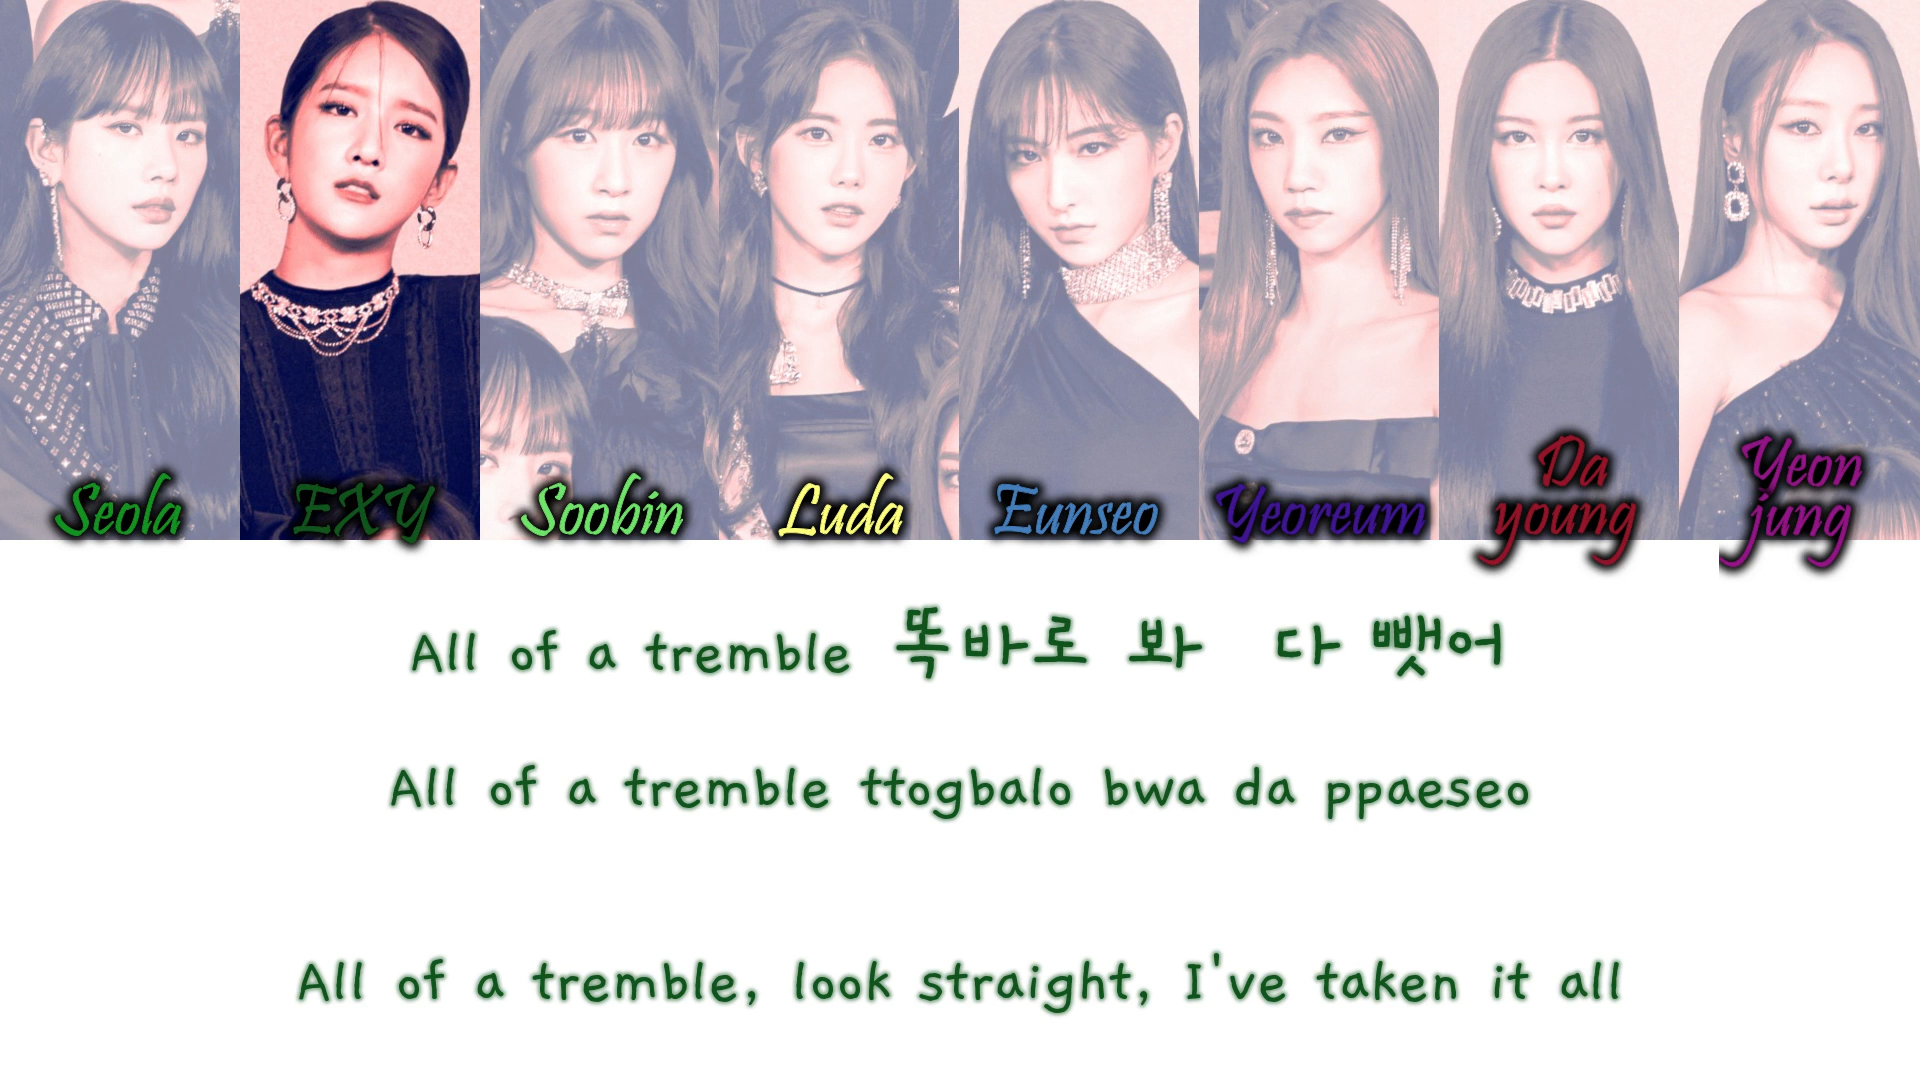 Seola
EXY
Soobin
Luda
Eunseo
Yeoreum
Da
young
Yeon
jung
All of a tremble 똑바로 봐 다 뺏어
All of a tremble ttogbalo bwa da ppaeseo
All of a tremble, look straight, I've taken it all